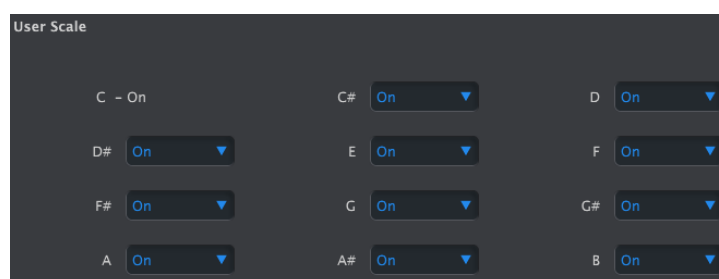 User Scale
C – On C# On D On
D# On E On F On
F# On G On G# On
A On A# On B On